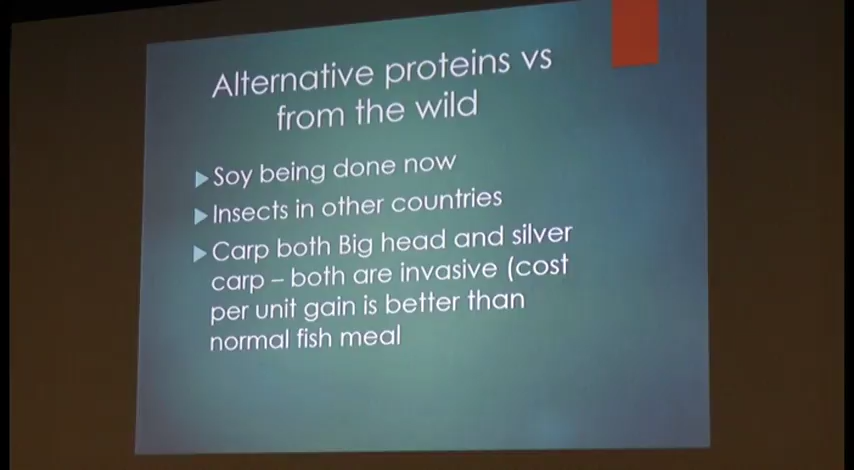 Alternative proteins vs
from the wild
Soy being done now
Insects in other countries
Carp both Big head and silver
carp – both are invasive (cost
per unit gain is better than
normal fish meal